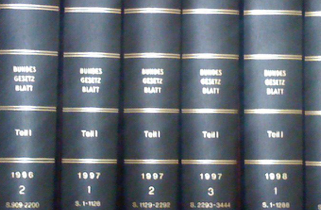 BUNDES
GESETZ
BLATT
Teil I
1996
2
S. 909-2200
BUNDES
GESETZ
BLATT
Teil I
1997
1
S. 1-1128
BUNDES
GESETZ
BLATT
Teil I
1997
2
S. 1129-2292
BUNDES
GESETZ
BLATT
Teil I
1997
3
S. 2293-3444
BUNDES
GESETZ
BLATT
Teil I
1998
1
S. 1-1288